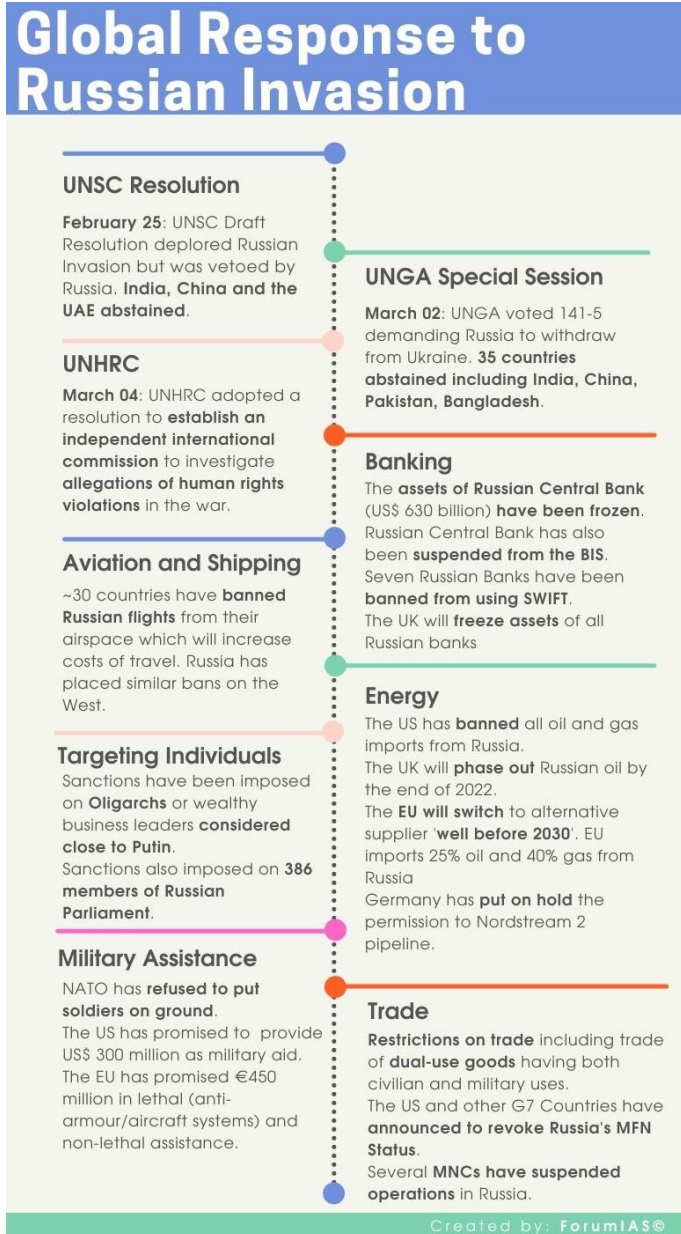 Global Response to
Russian Invasion
UNSC Resolution
February 25: UNSC Draft
Resolution deplored Russian
Invasion but was vetoed by
Russia. India, China and the
UAE abstained.
UNGA Special Session
March 02: UNGA voted 141-5
demanding Russia to withdraw
from Ukraine. 35 countries
abstained including India, China,
Pakistan, Bangladesh.
UNHRC
March 04: UNHRC adopted a
resolution to establish an
independent international
commission to investigate
allegations of human rights
violations in the war.
Banking
The assets of Russian Central Bank
(US$ 630 billion) have been frozen.
Russian Central Bank has also
been suspended from the BIS.
Seven Russian Banks have been
banned from using SWIFT.
The UK will freeze assets of all
Russian banks
Aviation and Shipping
~30 countries have banned
Russian flights from their
airspace which will increase
costs of travel. Russia has
placed similar bans on the
West.
Energy
The US has banned all oil and gas
imports from Russia.
The UK will phase out Russian oil by
the end of 2022.
The EU will switch to alternative
supplier 'well before 2030'. EU
imports 25% oil and 40% gas from
Russia
Germany has put on hold the
permission to Nordstream 2
pipeline.
Targeting Individuals
Sanctions have been imposed
on Oligarchs or wealthy
business leaders considered
close to Putin.
Sanctions also imposed on 386
members of Russian
Parliament.
Military Assistance
NATO has refused to put
soldiers on ground.
The US has promised to provide
US$ 300 million as military aid.
The EU has promised €450
million in lethal (anti-
armour/aircraft systems) and
non-lethal assistance.
Trade
Restrictions on trade including trade
of dual-use goods having both
civilian and military uses.
The US and other G7 Countries have
announced to revoke Russia's MFN
Status.
Several MNCs have suspended
operations in Russia.
Created by: ForumIAS©